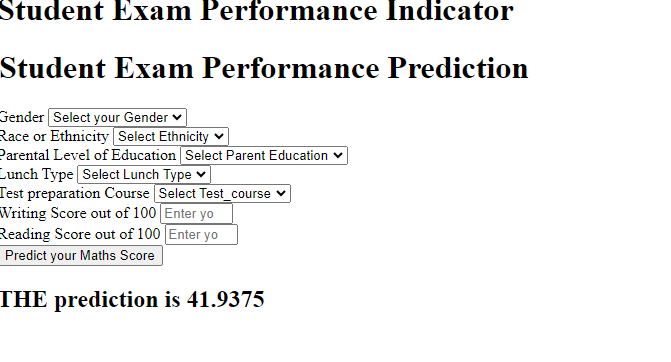 Student Exam Performance Indicator
Student Exam Performance Prediction
Gender Select your Gender
Race or Ethnicity Select Ethnicity
Parental Level of Education Select Parent Education
Lunch Type Select Lunch Type
Test preparation Course Select Test_course
Writing Score out of 100 Enter yo
Reading Score out of 100 Enter yo
Predict your Maths Score
THE prediction is 41.9375